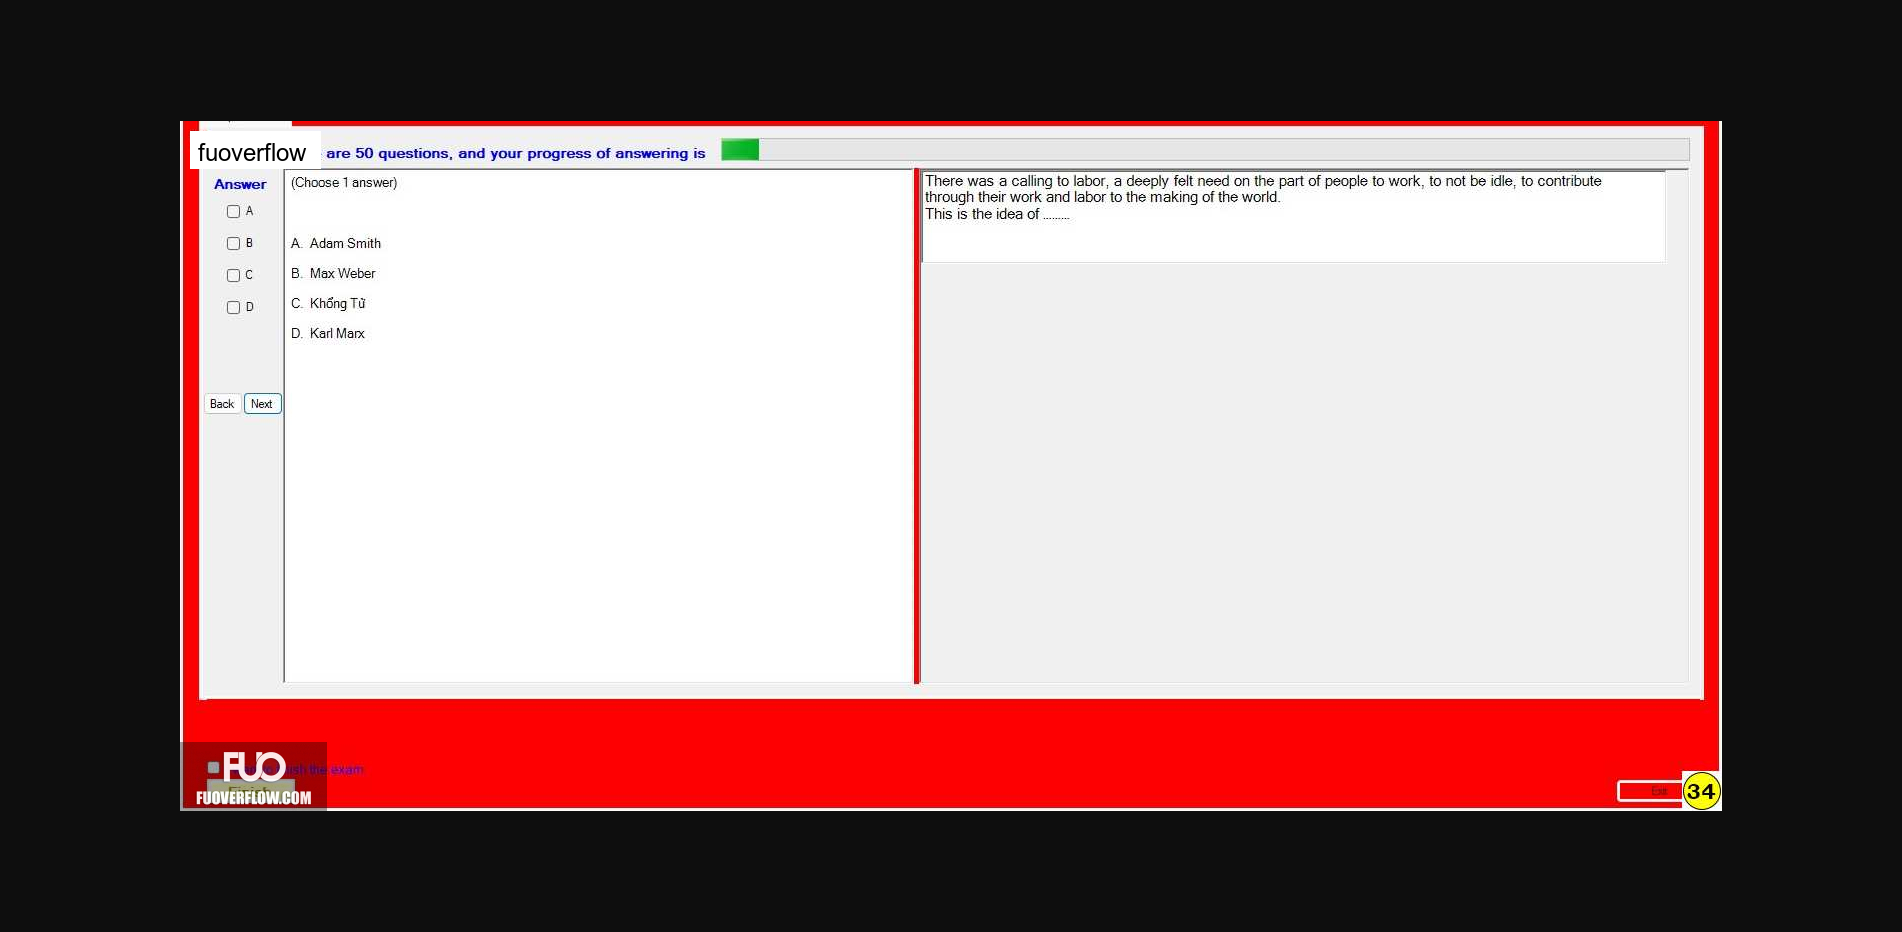 fuoverflow
are 50 questions, and your progress of answering is
Answer
A
B
C
D
Back Next
(Choose 1 answer)
A. Adam Smith
B. Max Weber
C. Khổng Tử
D. Karl Marx
There was a calling to labor, a deeply felt need on the part of people to work, to not be idle, to contribute
through their work and labor to the making of the world.
This is the idea of .........
the exam
FUO
Finish
FUOVERFLOW.COM
Exit
34